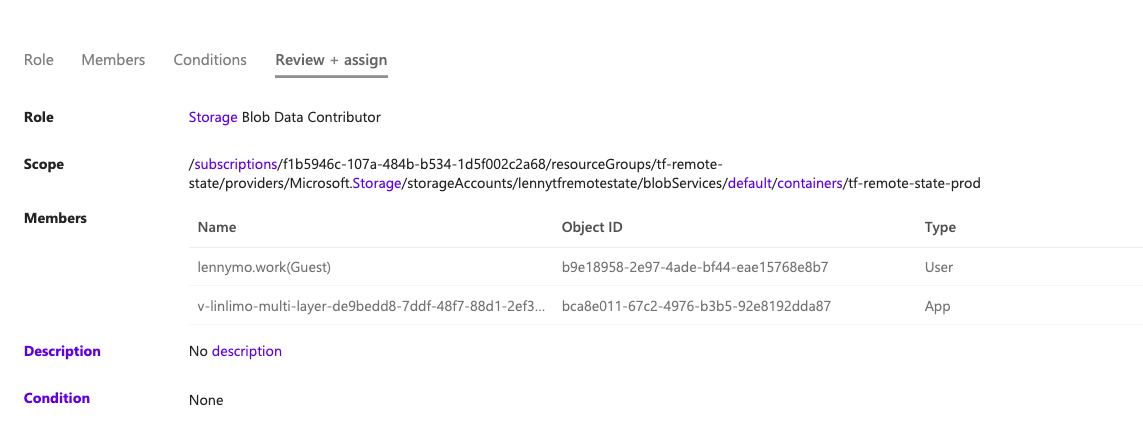 Role Members Conditions Review + assign
Role Storage Blob Data Contributor
Scope /subscriptions/f1b5946c-107a-484b-b534-1d5f002c2a68/resourceGroups/tf-remote-
state/providers/Microsoft.Storage/storageAccounts/lennytfremotestate/blobServices/default/containers/tf-remote-state-prod
Members
Name Object ID Type
lennymo.work(Guest) b9e18958-2e97-4ade-bf44-eae15768e8b7 User
v-linlimo-multi-layer-de9bedd8-7ddf-48f7-88d1-2ef3... bca8e011-67c2-4976-b3b5-92e8192dda87 App
Description No description
Condition None